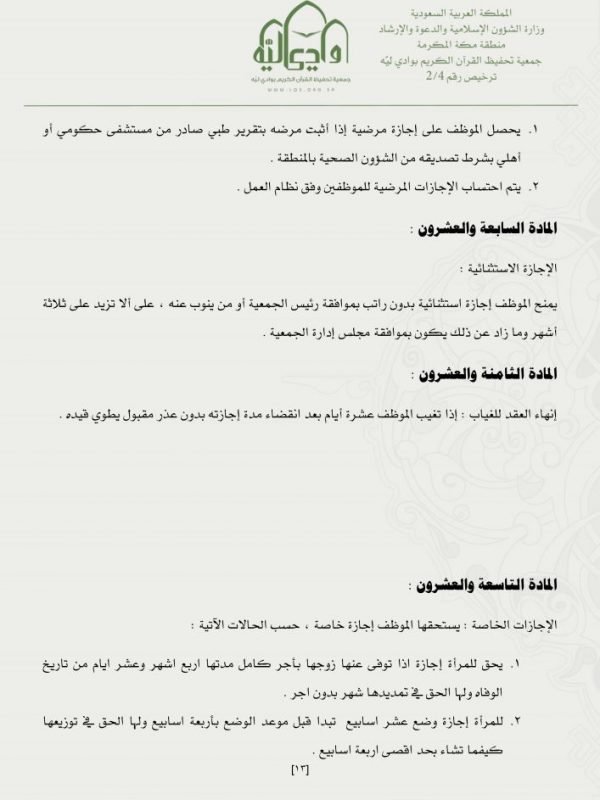 المملكة العربية السعودية
وزارة الشؤون الإسلامية والدعوة والإرشاد
منطقة مكة المكرمة
جمعية تحفيظ القرآن الكريم بوادي ليّه
ترخيص رقم 2/4
وادي ليّه
جمعية تحفيظ القرآن الكريم بوادي ليه
١. يحصل الموظف على إجازة مرضية إذا أثبت مرضه بتقرير طبي صادر من مستشفى حكومي أو
أهلي بشرط تصديقه من الشؤون الصحية بالمنطقة .
٢. يتم احتساب الإجازات المرضية للموظفين وفق نظام العمل .
المادة السابعة والعشرون :
الإجازة الاستثنائية :
يمنح الموظف إجازة استثنائية بدون راتب بموافقة رئيس الجمعية أو من ينوب عنه ، على ألا تزيد على ثلاثة
أشهر وما زاد عن ذلك يكون بموافقة مجلس إدارة الجمعية .
المادة الثامنة والعشرون :
إنهاء العقد للغياب : إذا تغيب الموظف عشرة أيام بعد انقضاء مدة إجازته بدون عذر مقبول يطوي قيده .
المادة التاسعة والعشرون :
الإجازات الخاصة : يستحقها الموظف إجازة خاصة ، حسب الحالات الآتية :
١. يحق للمرأة إجازة اذا توفى عنها زوجها بأجر كامل مدتها اربع اشهر وعشر ايام من تاريخ
الوفاه ولها الحق في تمديدها شهر بدون اجر .
٢. للمرأة إجازة وضع عشر اسابيع تبدا قبل موعد الوضع بأربعة اسابيع ولها الحق في توزيعها
كيفما تشاء بحد اقصى اربعة اسابيع .
[١٣]